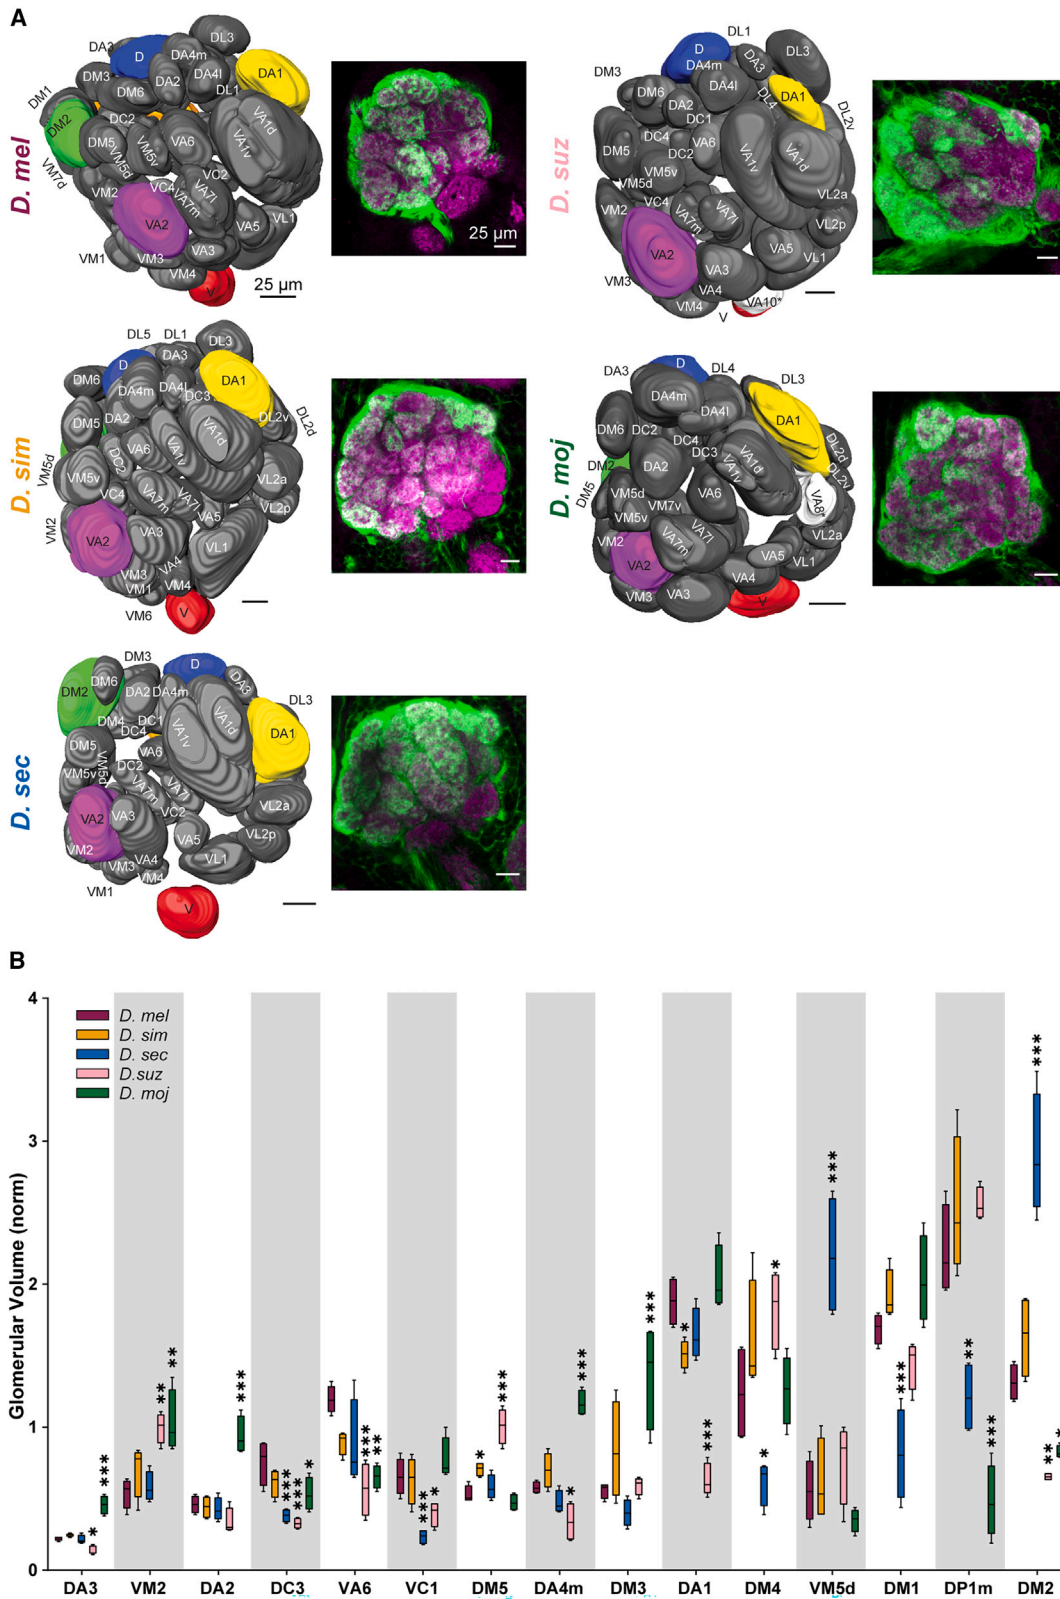 A
D. mel
DA3
D
DA4m
DL3
DM3
DM6
DA2
DA4l
DL1
DA1
DM1
DM2
DC2
VA1d
VA1v
DM5
VM5v
VM5d
VA6
VM7d
VC2
VM2
VC4
VA7l
VA7m
VA2
VL1
VA5
VM1
VM3
VA3
VM4
V
25 µm
25 µm
D. suz
DL1
D
DA4m
DA3
DL3
DM3
DM6
DA4l
DL4
DA1
DA2
DC1
DL2v
DM5
DC4
VA6
DC2
VA1v
VA1d
VM5v
VM5d
VM2
VC4
VA7m
VA7l
VL2a
VL2p
VA2
VA5
VL1
VM3
VA3
VA4
VM4
VA10*
V
D. sim
DL5
DL1
DL3
D
DA3
DM6
DA4m
DA4l
DC3
DA1
DM5
DA2
DL2v
DL2d
VA6
VA1d
VA1v
VM5d
VM5v
DC2
VC4
VA7m
VA7l
VL2a
VL2p
VM2
VA2
VA3
VA5
VL1
VM3
VA4
VM1
VM4
VM6
V
D. moj
D
DA3
DL4
DL3
DA4m
DA4l
DA1
DM6
DC2
DC4
DC3
VA1d
VA1v
DL2d
DL2v
DM2
DA2
DM5
VM5d
VM7v
VA6
VA8*
VM5v
VM2
VA7m
VA7l
VL2a
VA2
VA5
VL1
VA4
VM3
VA3
V
D. sec
DM3
D
DM2
DM6
DA2
DA4m
DA3
DL3
DM4
DC1
DC4
VA1v
VA1d
DA1
DM5
VA6
VM5v
VM5d
DC2
VA7m
VA7l
VC2
VL2a
VA2
VA3
VA5
VL2p
VM2
VM3
VA4
VL1
VM4
VM1
V
B
Glomerular Volume (norm)
4
3
2
1
0
D. mel
D. sim
D. sec
D.suz
D. moj
* *** ** ** *** *** *** * *** ** *** * * *** *** * *** * *** * * *** *** ** *** *** **
DA3 VM2 DA2 DC3 VA6 VC1 DM5 DA4m DM3 DA1 DM4 VM5d DM1 DP1m DM2